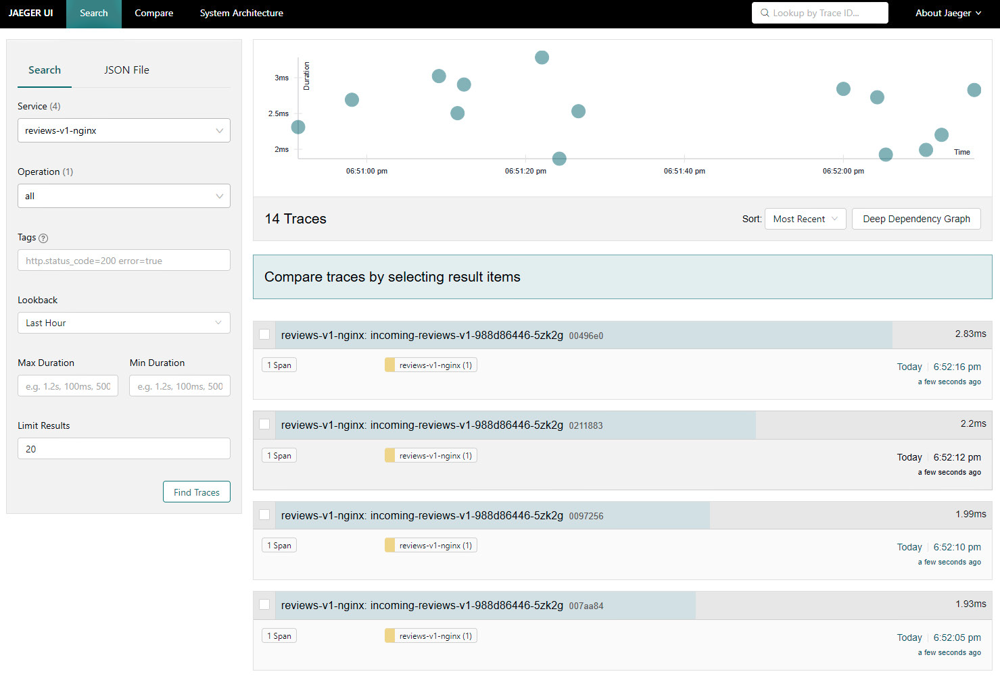 JAEGER UI Search Compare System Architecture Lookup by Trace ID... About Jaeger
Search JSON File
Service (4)
reviews-v1-nginx
Operation (1)
all
Tags
http.status_code=200 error=true
Lookback
Last Hour
Max Duration Min Duration
e.g. 1.2s, 100ms, 500 e.g. 1.2s, 100ms, 500
Limit Results
20
Find Traces
Duration
3ms
2.5ms
2ms
Time
06:51:00 pm 06:51:20 pm 06:51:40 pm 06:52:00 pm
14 Traces Sort: Most Recent Deep Dependency Graph
Compare traces by selecting result items
reviews-v1-nginx: incoming-reviews-v1-988d86446-5zk2g 00496e0 2.83ms
1 Span reviews-v1-nginx (1) Today 6:52:16 pm
a few seconds ago
reviews-v1-nginx: incoming-reviews-v1-988d86446-5zk2g 0211883 2.2ms
1 Span reviews-v1-nginx (1) Today 6:52:12 pm
a few seconds ago
reviews-v1-nginx: incoming-reviews-v1-988d86446-5zk2g 0097256 1.99ms
1 Span reviews-v1-nginx (1) Today 6:52:10 pm
a few seconds ago
reviews-v1-nginx: incoming-reviews-v1-988d86446-5zk2g 007aa84 1.93ms
1 Span reviews-v1-nginx (1) Today 6:52:05 pm
a few seconds ago